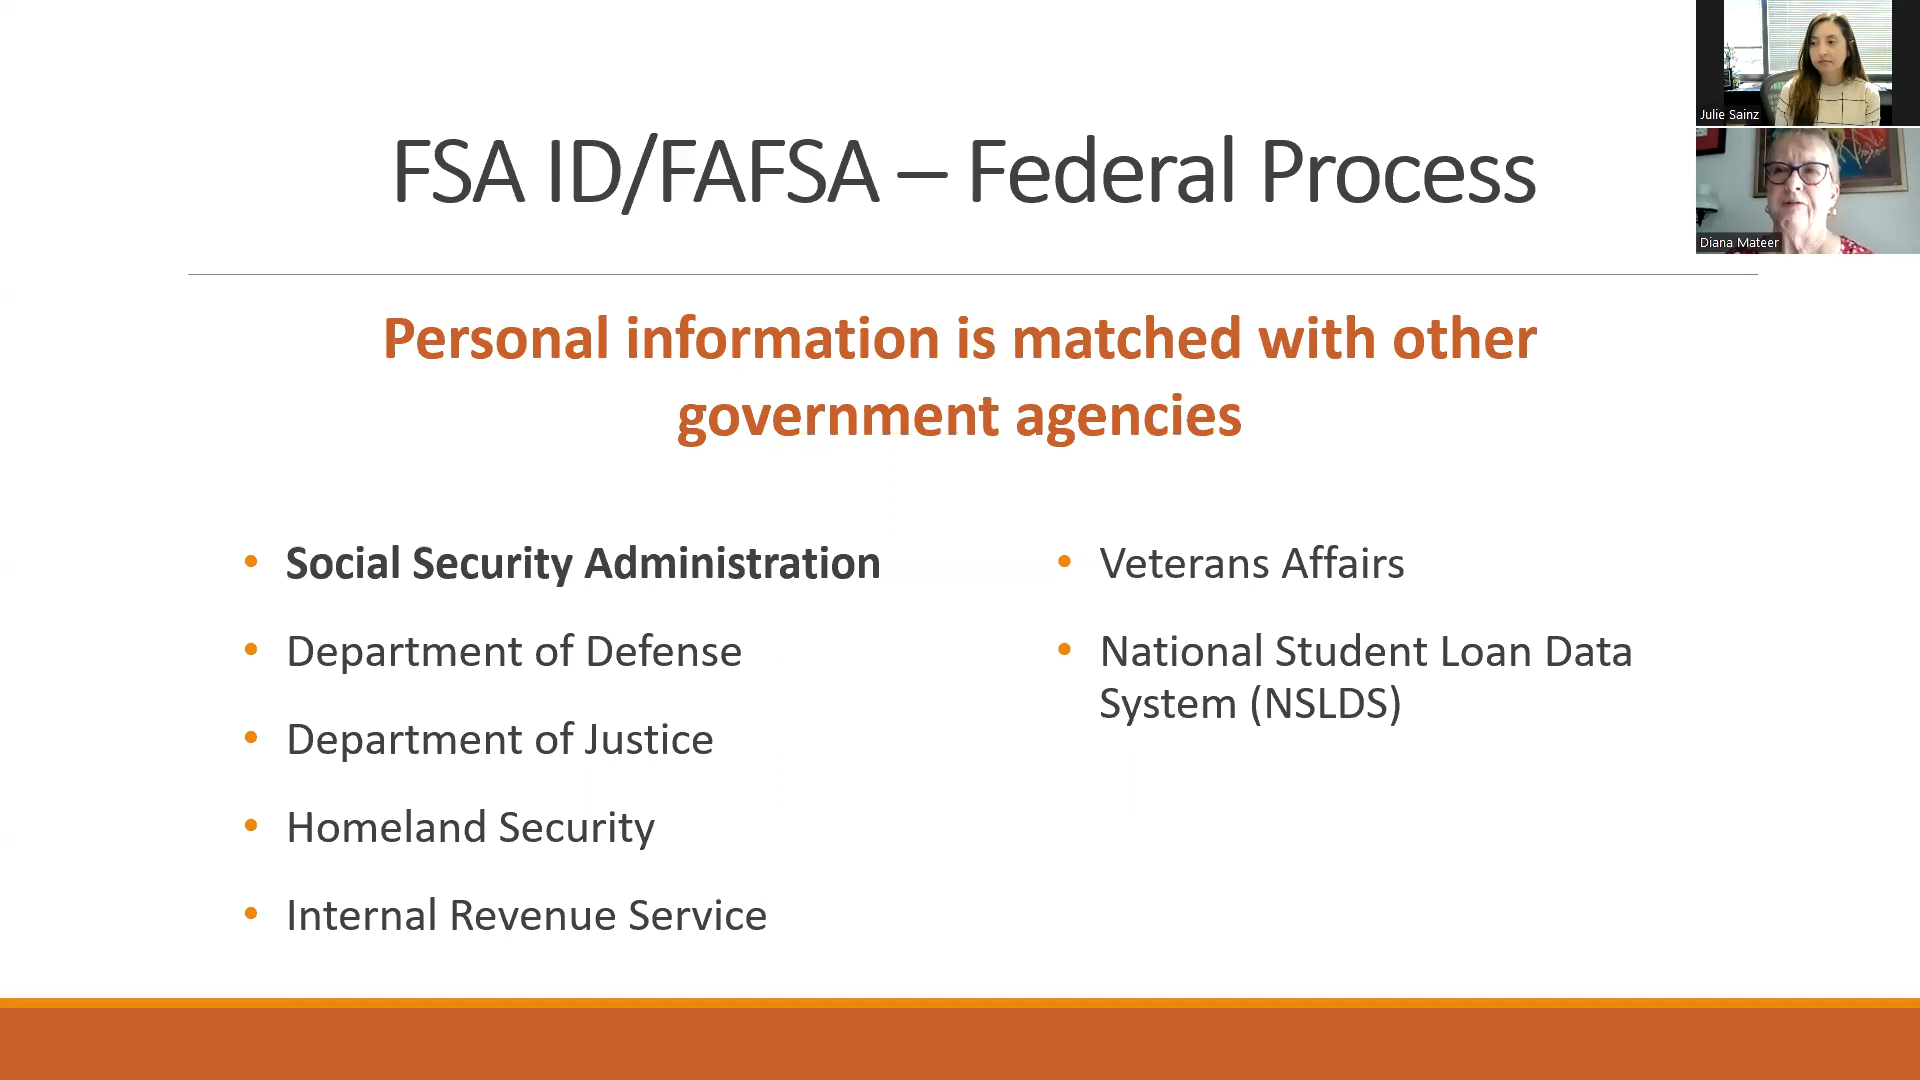 Julie Sainz
Diana Mateer
FSA ID/FAFSA – Federal Process
Personal information is matched with other
government agencies
• Social Security Administration
• Department of Defense
• Department of Justice
• Homeland Security
• Internal Revenue Service
• Veterans Affairs
• National Student Loan Data
System (NSLDS)